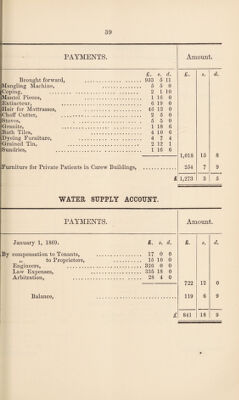 39
PAYMENTS. Amount.
£. s. d. £. s. d.
Brought forward, 933 5 11
Mangling Machine, 5 5 0
Coping, 2 1 10
Mantel Pieces, 1 16 0
Extincteur, 6 19 0
Hair for Mattresses, 46 13 0
Chaff Cutter, 2 5 0
Stoves, 5 5 0
Granite, 1 18 6
Bath Tiles, 4 10 6
Dyeing Furniture, 4 7 4
Grained Tin, 2 12 1
Sundries, 1 16 6
1,018 15 8
Furniture for Private Patients in Carew Buildings, 254 7 9
£ 1,273 3 5
WATER SUPPLY ACCOUNT.
PAYMENTS. Amount.
January 1, 1869. £. s. d. £. s. d.
By compensation to Tenants, 17 0 0
„ to Proprietors, 16 10 0
Engineers, 326 0 0
Law Expenses, 335 18 0
Arbitration, 28 4 0
722 12 0
Balance, 119 6 9
£ 841 18 9